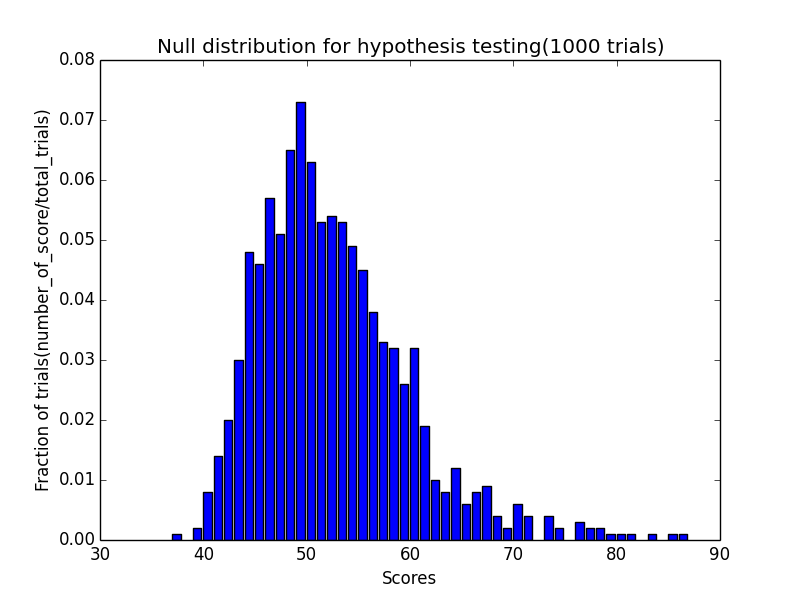 Null distribution for hypothesis testing(1000 trials)
0.08
0.07
0.06
0.05
0.04
0.03
0.02
0.01
0.00
Fraction of trials(number_of_score/total_trials)
30 40 50 60 70 80 90
Scores